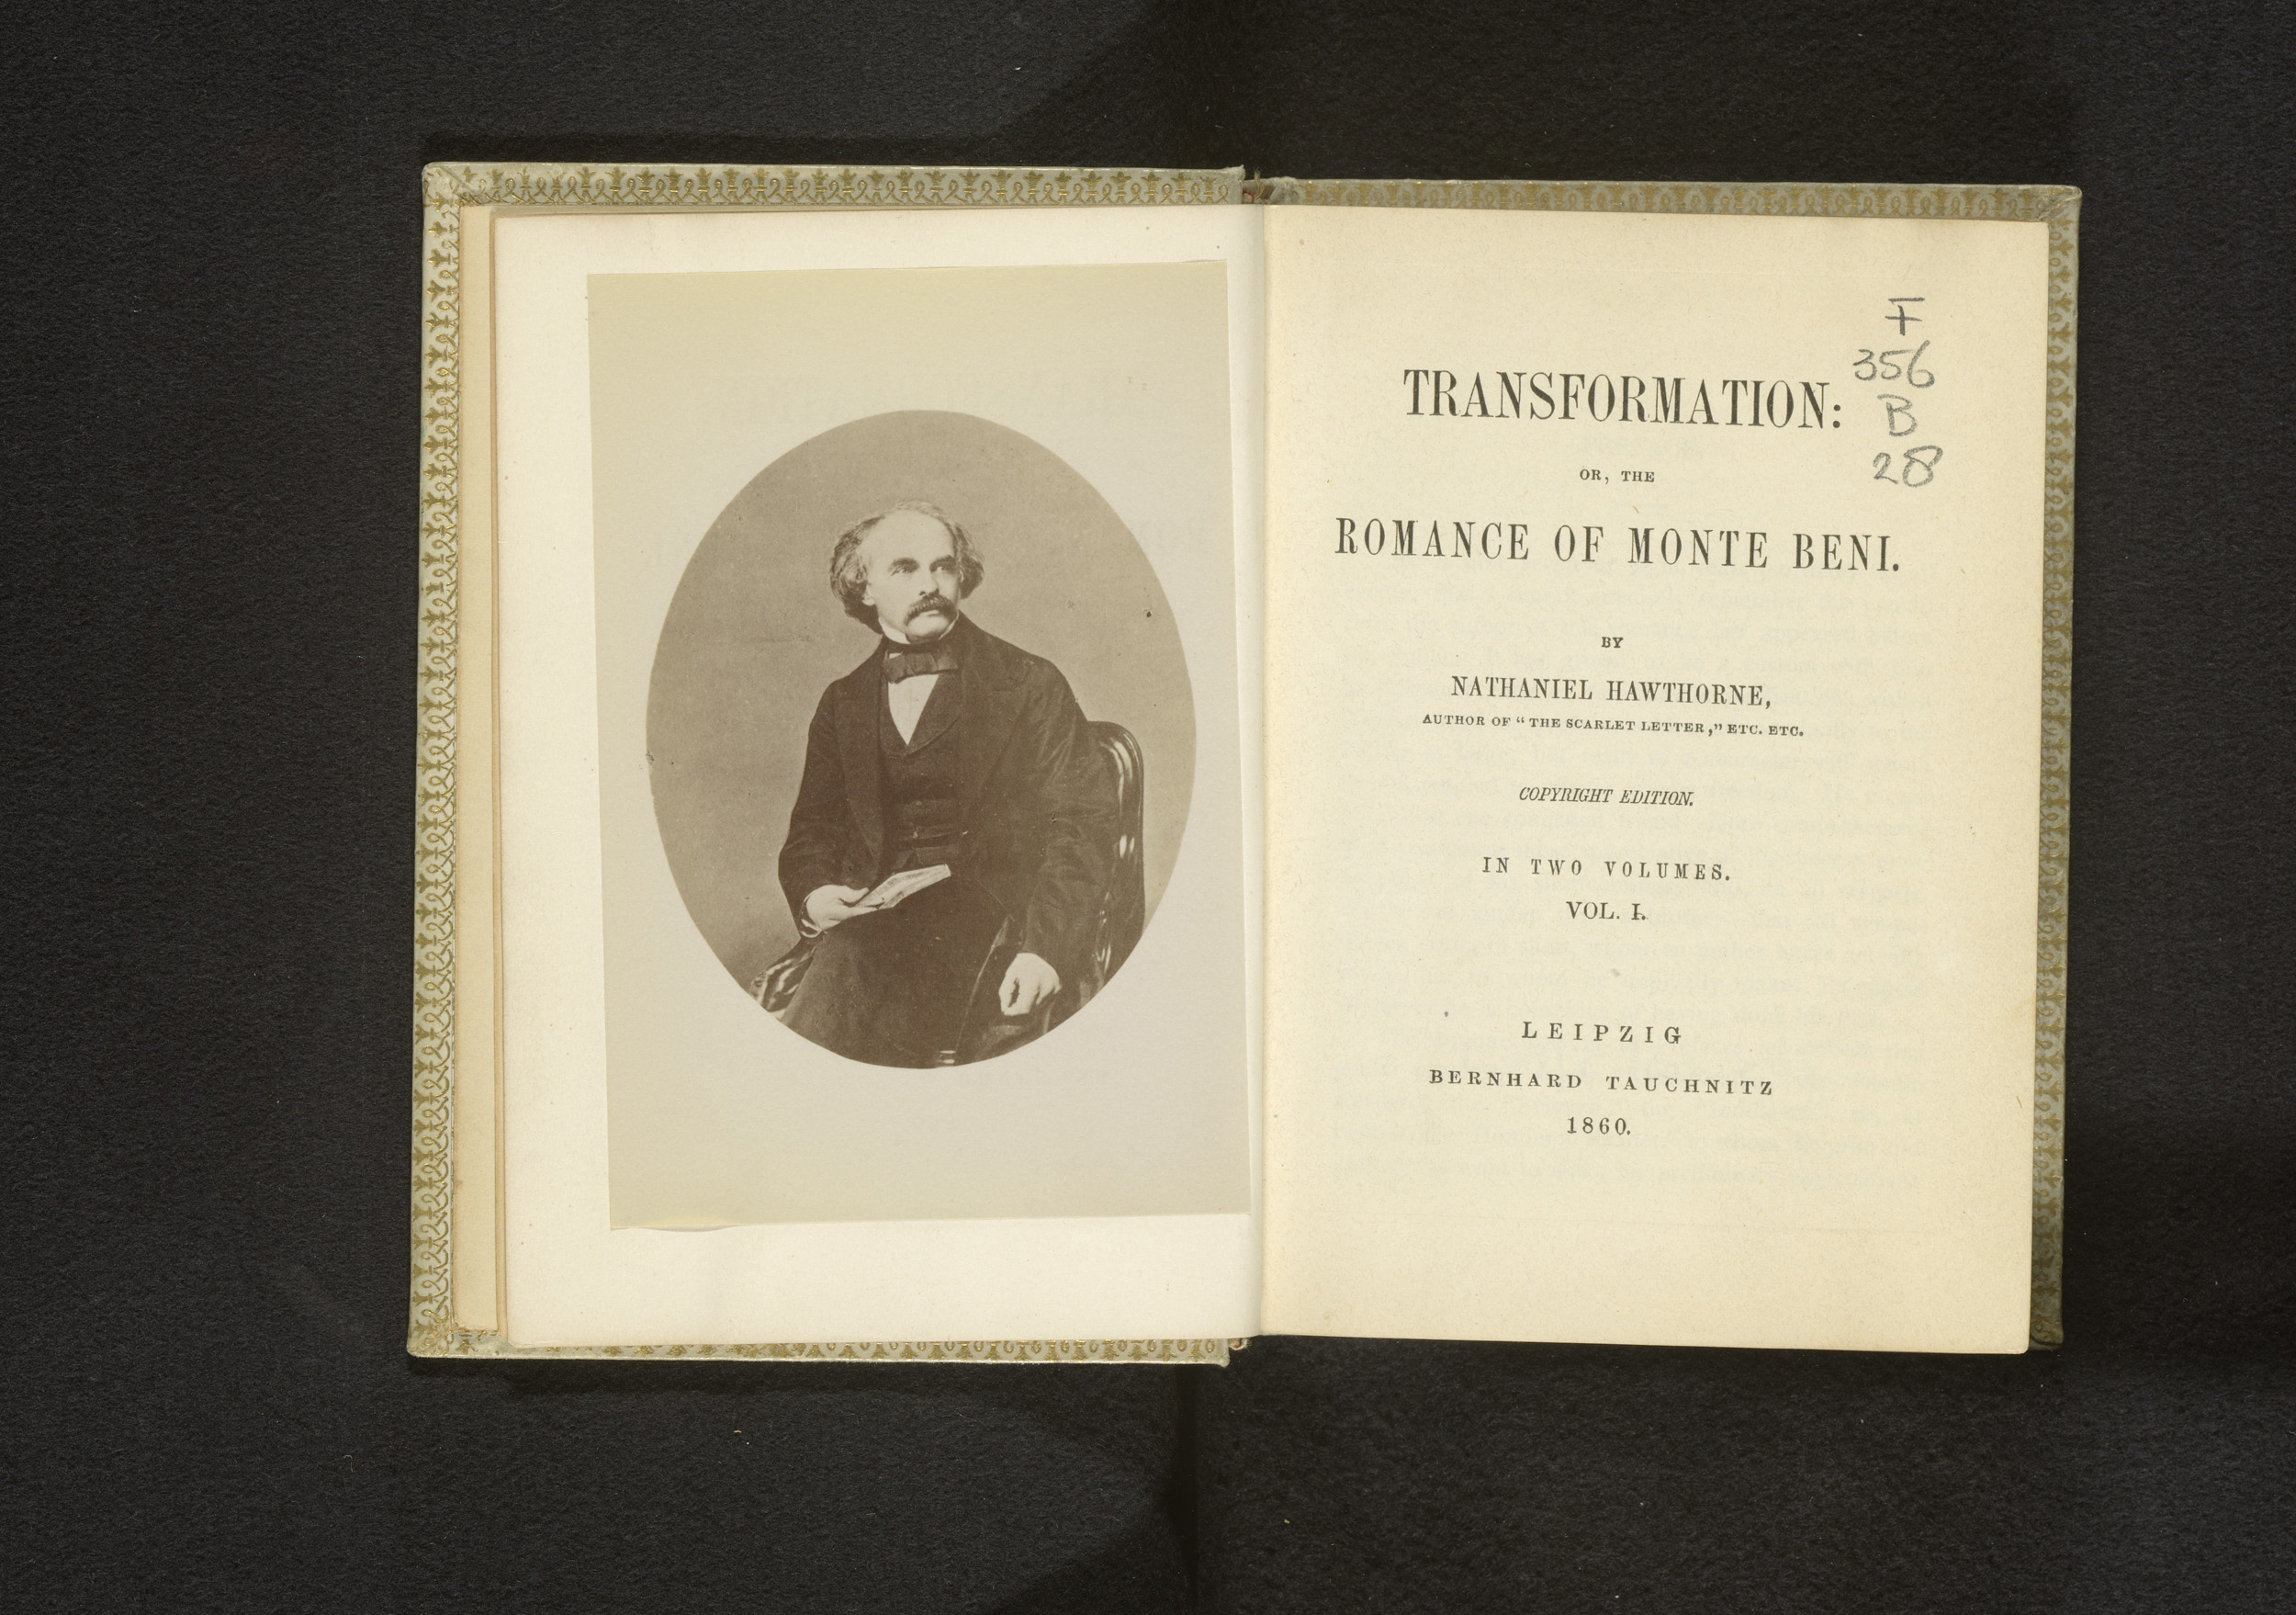 F
356
B
28
TRANSFORMATION:
OR, THE
ROMANCE OF MONTE BENI.
BY
NATHANIEL HAWTHORNE,
AUTHOR OF “THE SCARLET LETTER,” ETC. ETC.
COPYRIGHT EDITION.
IN TWO VOLUMES.
VOL. I.
LEIPZIG
BERNHARD TAUCHNITZ
1860.